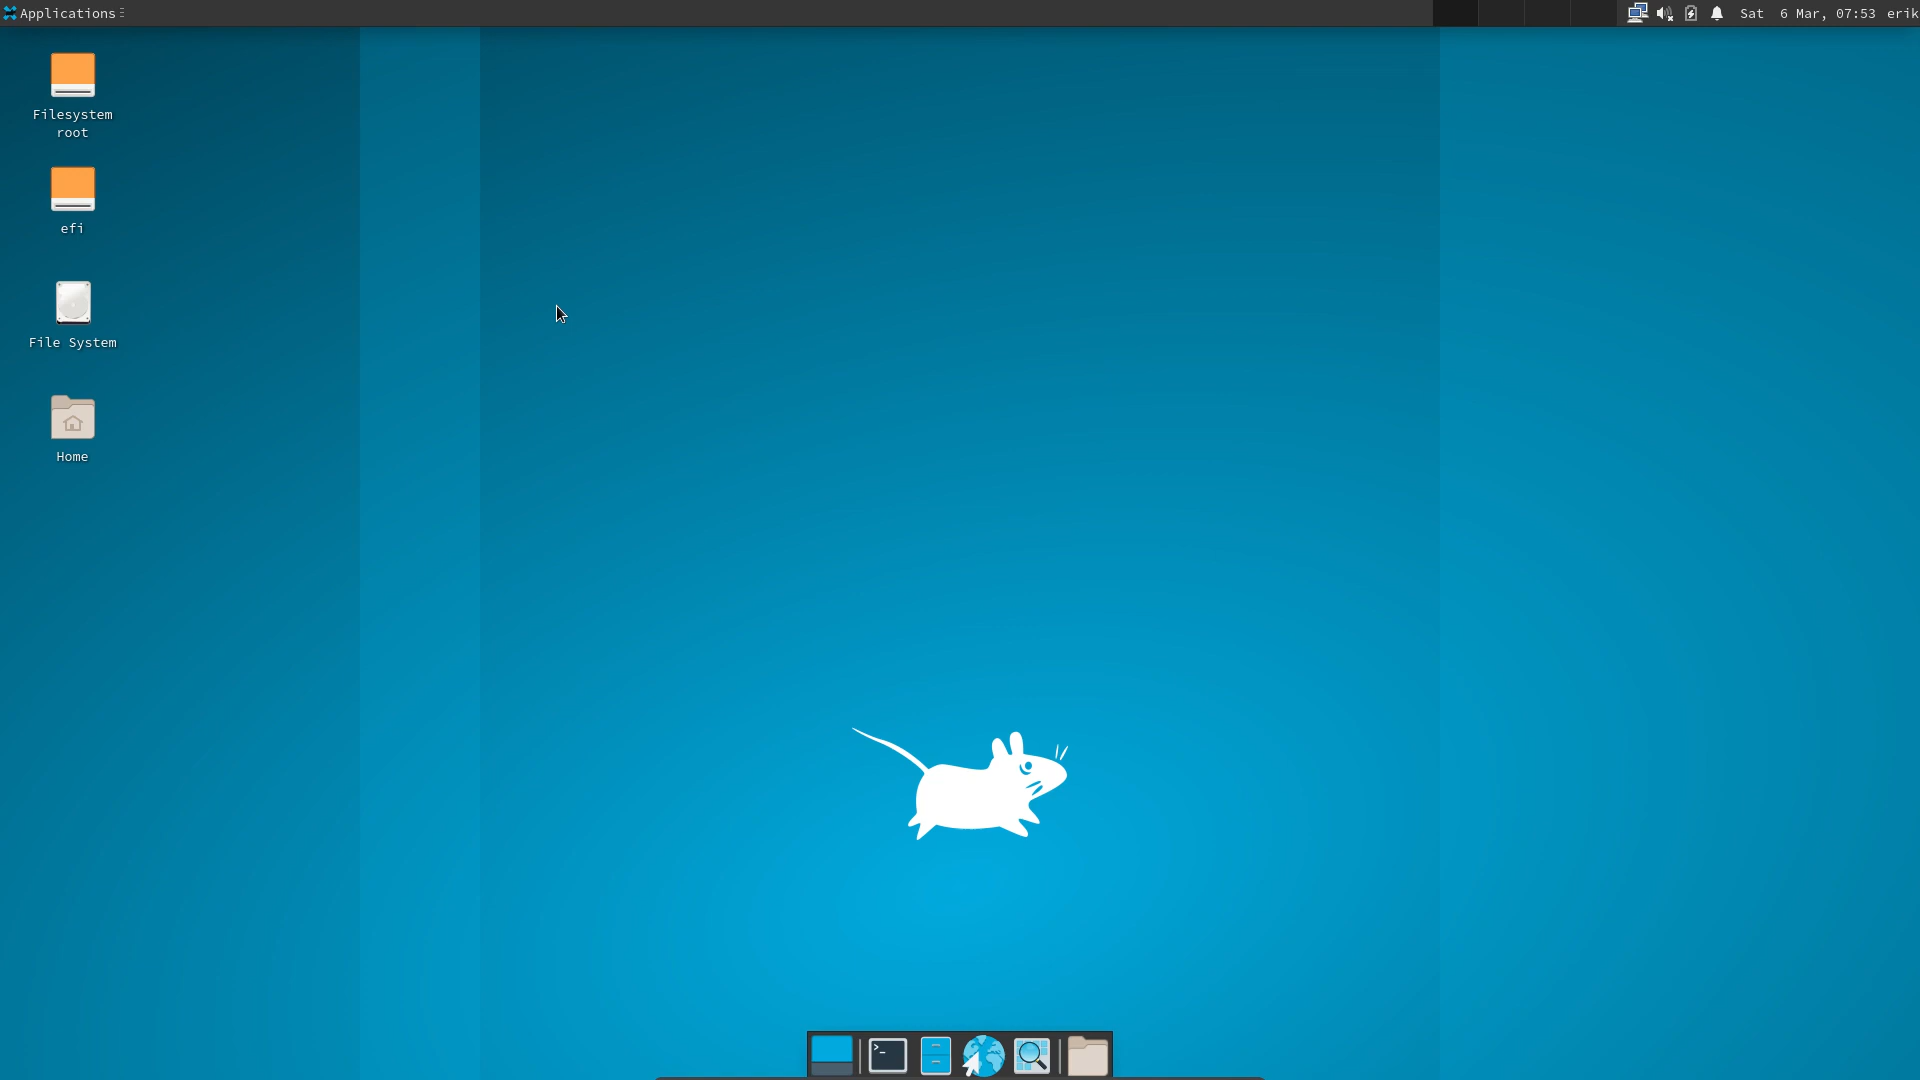 Applications
Sat 6 Mar, 07:53 erik
Filesystem
root
efi
File System
Home
>_